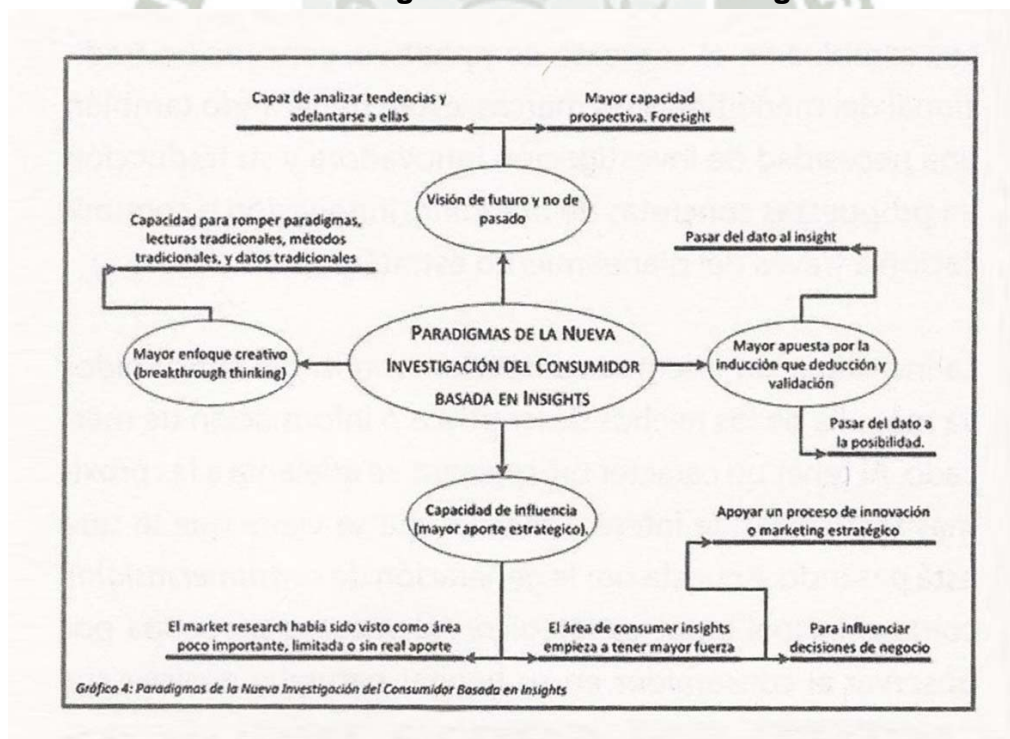 Capaz de analizar tendencias y
adelantarse a ellas
Mayor capacidad
prospectiva. Foresight
Visión de futuro y no de
pasado
Capacidad para romper paradigmas,
lecturas tradicionales, métodos
tradicionales, y datos tradicionales
Pasar del dato al insight
Mayor enfoque creativo
(breakthrough thinking)
PARADIGMAS DE LA NUEVA
INVESTIGACIÓN DEL CONSUMIDOR
BASADA EN INSIGHTS
Mayor apuesta por la
inducción que deducción y
validación
Pasar del dato a
la posibilidad.
Capacidad de influencia
(mayor aporte estrategico).
Apoyar un proceso de innovación
o marketing estratégico
El market research había sido visto como área
poco importante, limitada o sin real aporte
El área de consumer insights
empieza a tener mayor fuerza
Para influenciar
decisiones de negocio
Gráfico 4: Paradigmas de la Nueva Investigación del Consumidor Basada en Insights